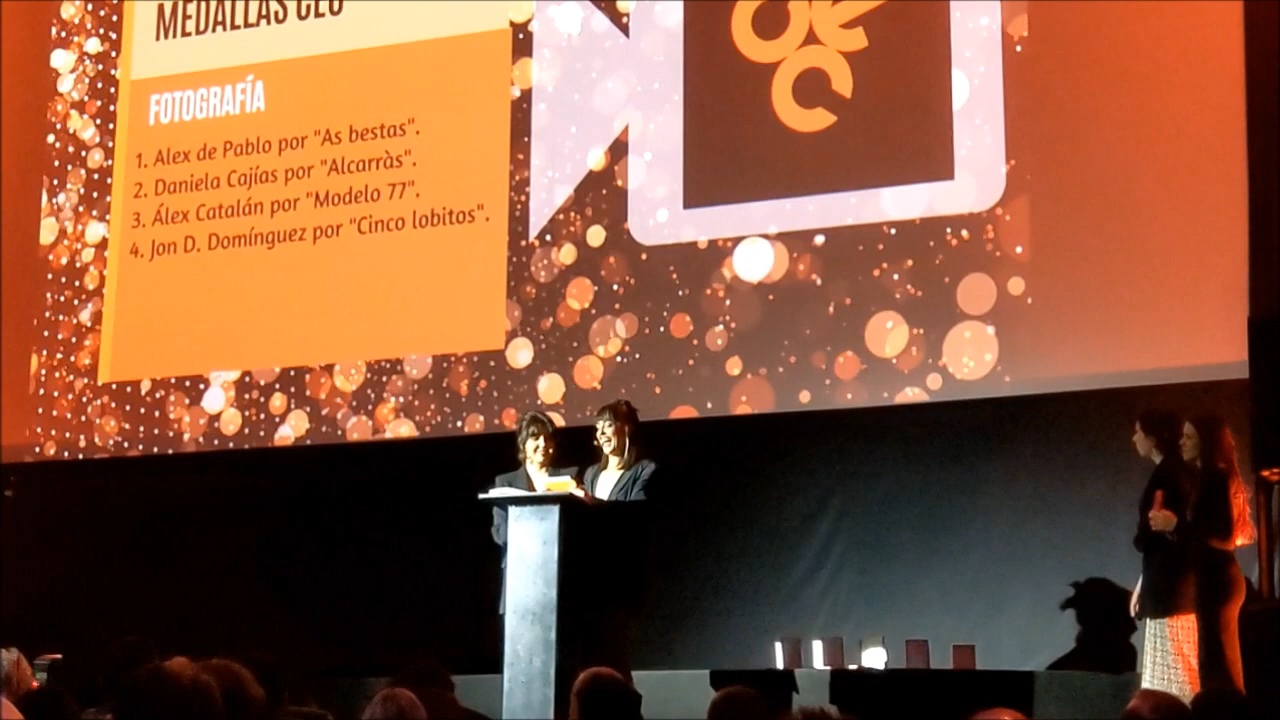 MEDALLAS CEC
FOTOGRAFÍA
1. Alex de Pablo por "As bestas".
2. Daniela Cajías por "Alcarràs".
3. Álex Catalán por "Modelo 77".
4. Jon D. Domínguez por "Cinco lobitos".
cec